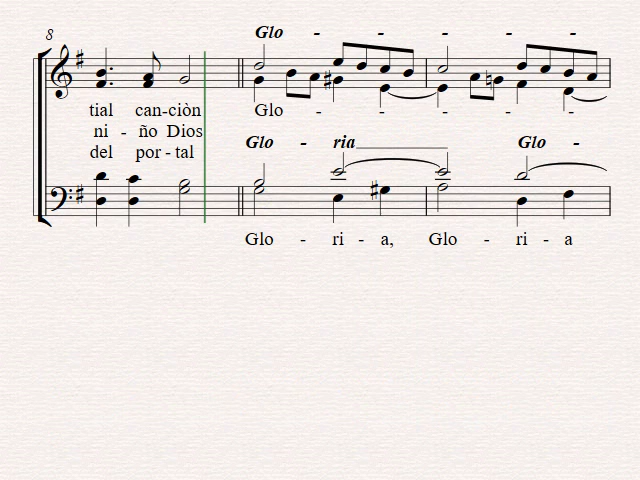 8
Glo - - - - -
tial can-ciòn Glo - - - - -
ni - ño Dios
del por - tal
Glo - ria Glo -
Glo - ri - a, Glo - ri - a